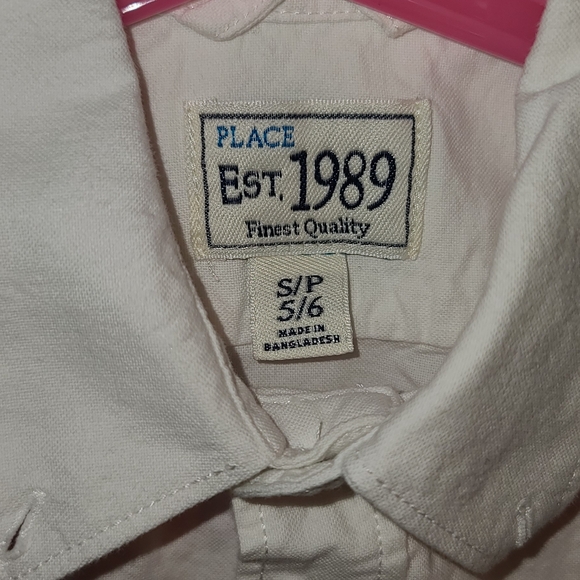 PLACE
EST. 1989
Finest Quality
S/P
5/6
MADE IN
BANGLADESH